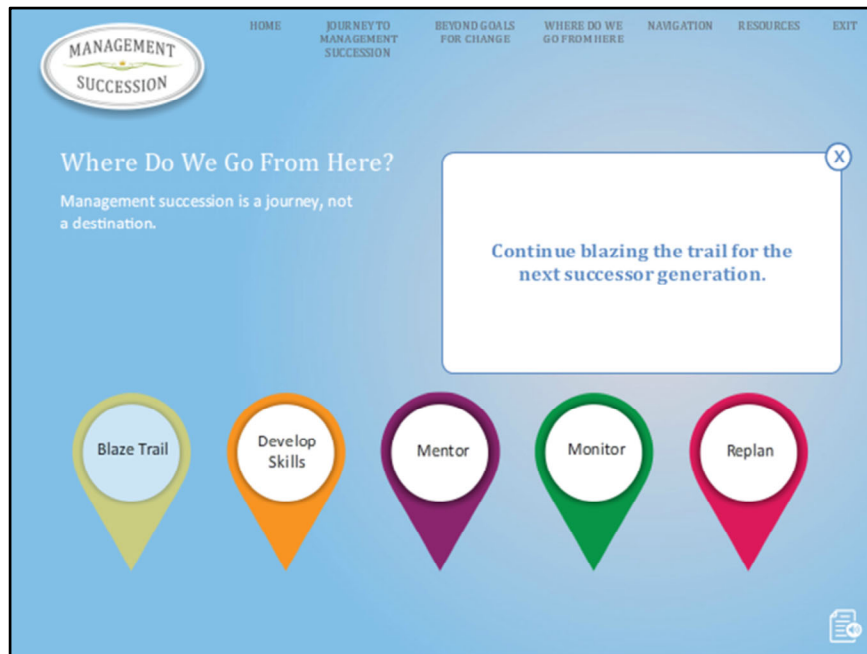 MANAGEMENT
SUCCESSION
HOME
JOURNEY TO
MANAGEMENT
SUCCESSION
BEYOND GOALS
FOR CHANGE
WHERE DO WE
GO FROM HERE
NAVIGATION
RESOURCES
EXIT
Where Do We Go From Here?
Management succession is a journey, not
a destination.
X
Continue blazing the trail for the
next successor generation.
Blaze Trail
Develop
Skills
Mentor
Monitor
Replan